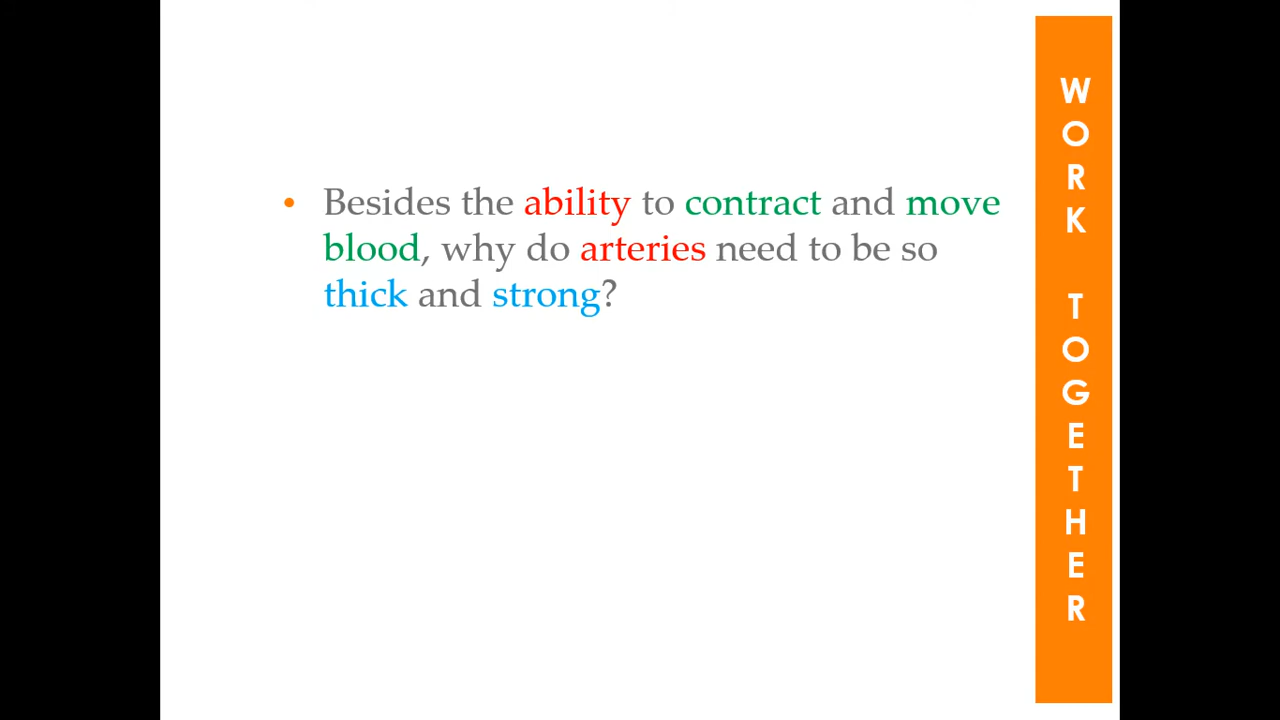 • Besides the ability to contract and move
blood, why do arteries need to be so
thick and strong?
WORK TOGETHER